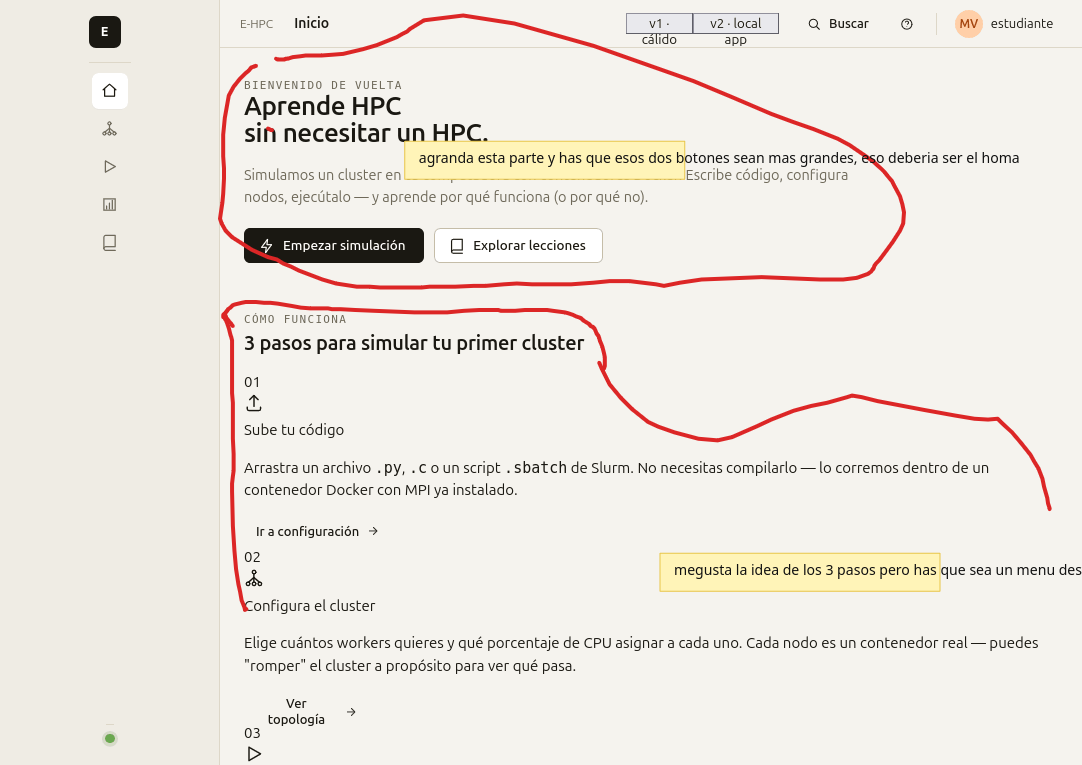 E
E-HPC Inicio
v1 · cálido
v2 · local app
Buscar
MV estudiante
BIENVENIDO DE VUELTA
Aprende HPC
sin necesitar un HPC.
agranda esta parte y has que esos dos botones sean mas grandes, eso deberia ser el homa
Simulamos un cluster en Escribe código, configura
nodos, ejecútalo — y aprende por qué funciona (o por qué no).
Empezar simulación
Explorar lecciones
CÓMO FUNCIONA
3 pasos para simular tu primer cluster
01
Sube tu código
Arrastra un archivo .py, .c o un script .sbatch de Slurm. No necesitas compilarlo — lo corremos dentro de un
contenedor Docker con MPI ya instalado.
Ir a configuración →
02
megusta la idea de los 3 pasos pero has que sea un menu des
Configura el cluster
Elige cuántos workers quieres y qué porcentaje de CPU asignar a cada uno. Cada nodo es un contenedor real — puedes
"romper" el cluster a propósito para ver qué pasa.
Ver
topología →
03